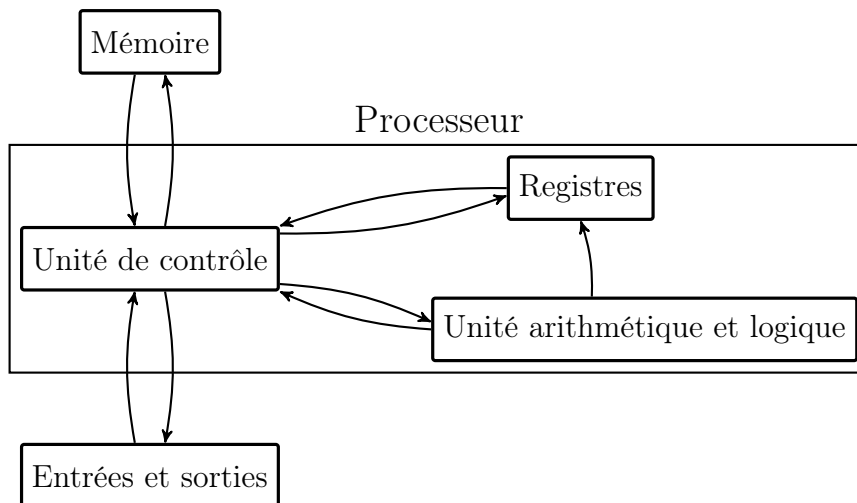 Mémoire
Processeur
Registres
Unité de contrôle
Unité arithmétique et logique
Entrées et sorties